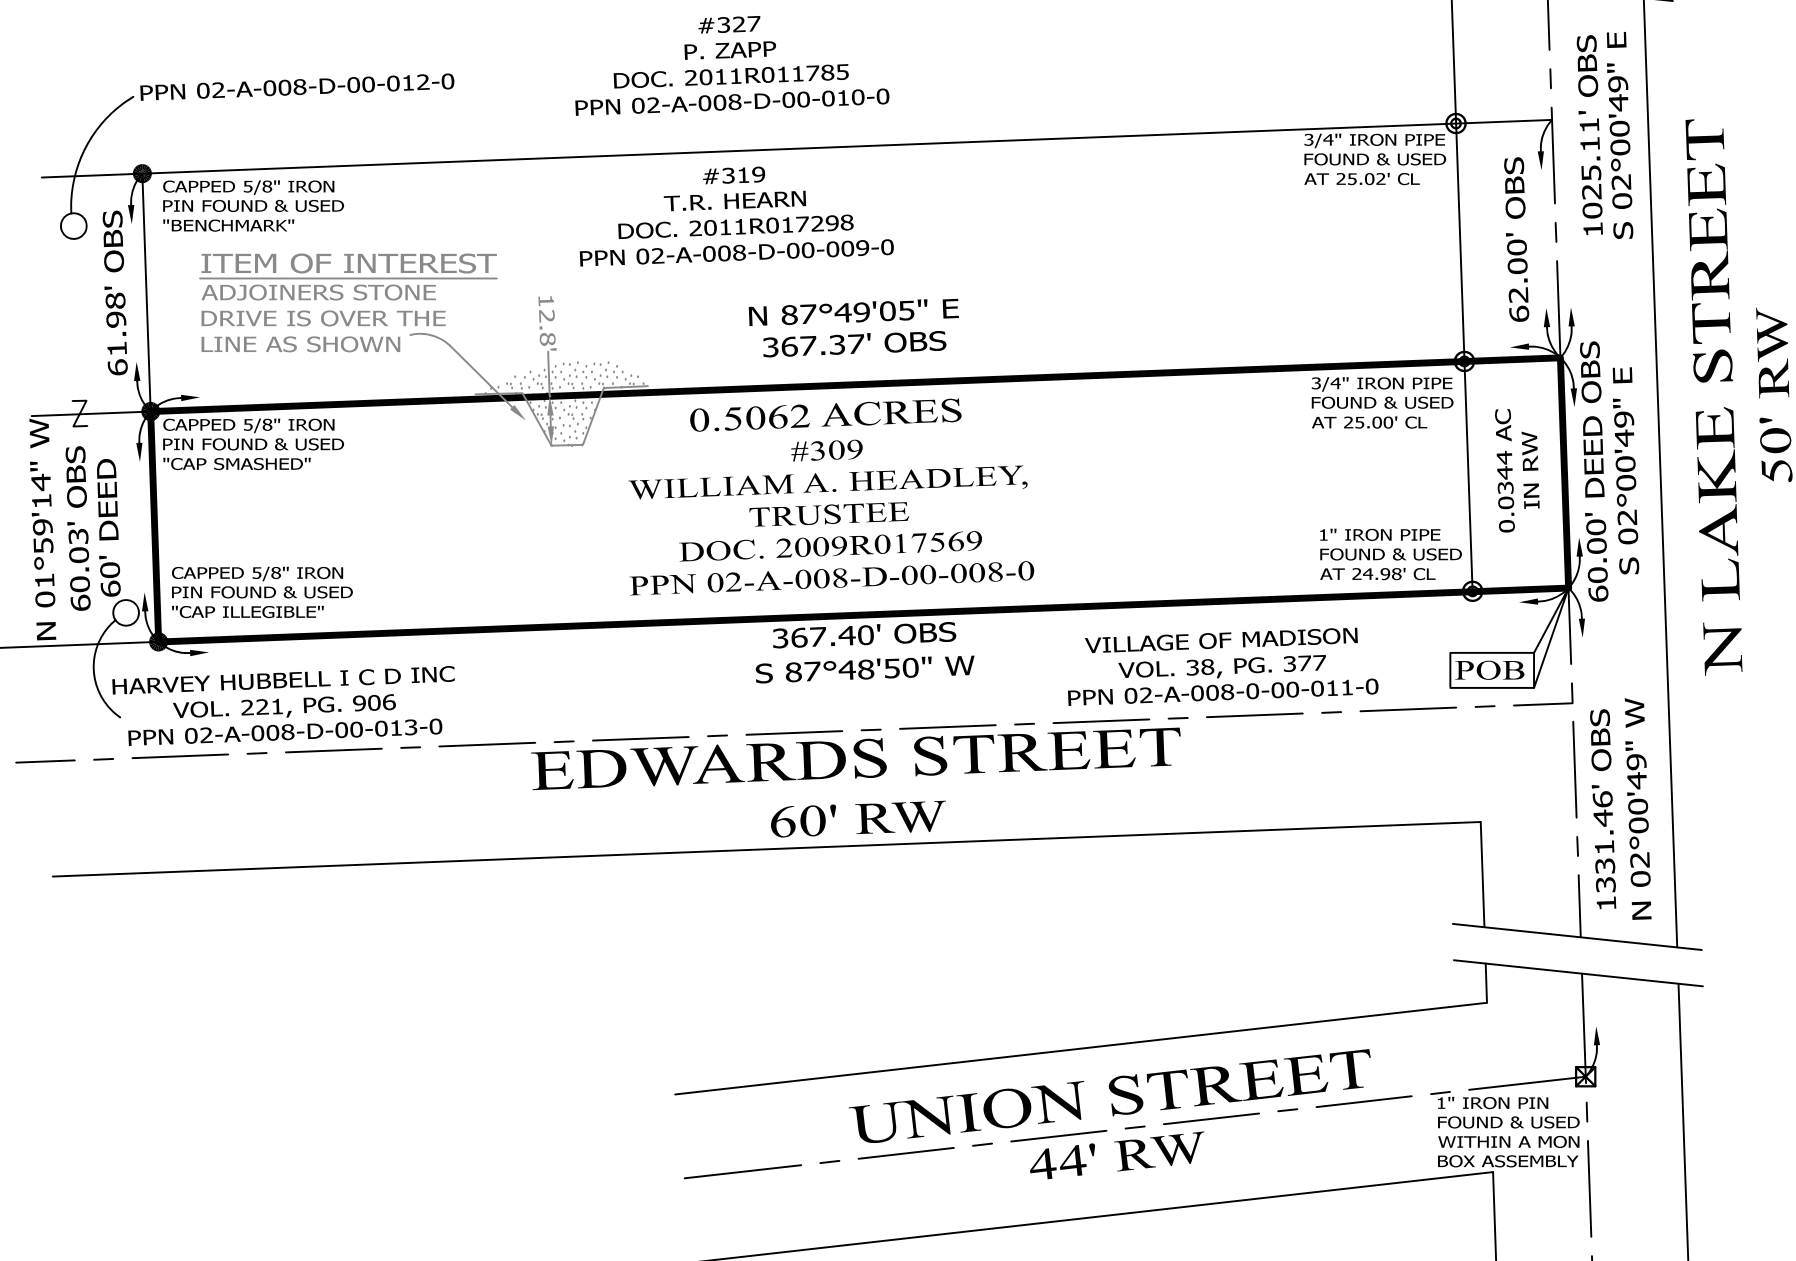 #327
P. ZAPP
DOC. 2011R011785
PPN 02-A-008-D-00-010-0
PPN 02-A-008-D-00-012-0
1025.11' OBS
S 02°00'49" E
3/4" IRON PIPE
FOUND & USED
AT 25.02' CL
CAPPED 5/8" IRON
PIN FOUND & USED
"BENCHMARK"
#319
T.R. HEARN
DOC. 2011R017298
PPN 02-A-008-D-00-009-0
61.98' OBS
62.00' OBS
ITEM OF INTEREST
ADJOINERS STONE
DRIVE IS OVER THE
LINE AS SHOWN
12.8'
N 87°49'05" E
367.37' OBS
N LAKE STREET
50' RW
Z
CAPPED 5/8" IRON
PIN FOUND & USED
"CAP SMASHED"
3/4" IRON PIPE
FOUND & USED
AT 25.00' CL
0.5062 ACRES
#309
WILLIAM A. HEADLEY,
TRUSTEE
DOC. 2009R017569
PPN 02-A-008-D-00-008-0
0.0344 AC
IN RW
60.00' DEED OBS
S 02°00'49" E
N 01°59'14" W
60.03' OBS
60' DEED
1" IRON PIPE
FOUND & USED
AT 24.98' CL
CAPPED 5/8" IRON
PIN FOUND & USED
"CAP ILLEGIBLE"
367.40' OBS
S 87°48'50" W
VILLAGE OF MADISON
VOL. 38, PG. 377
PPN 02-A-008-0-00-011-0
POB
HARVEY HUBBELL I C D INC
VOL. 221, PG. 906
PPN 02-A-008-D-00-013-0
EDWARDS STREET
60' RW
1331.46' OBS
N 02°00'49" W
UNION STREET
44' RW
1" IRON PIN
FOUND & USED
WITHIN A MON
BOX ASSEMBLY